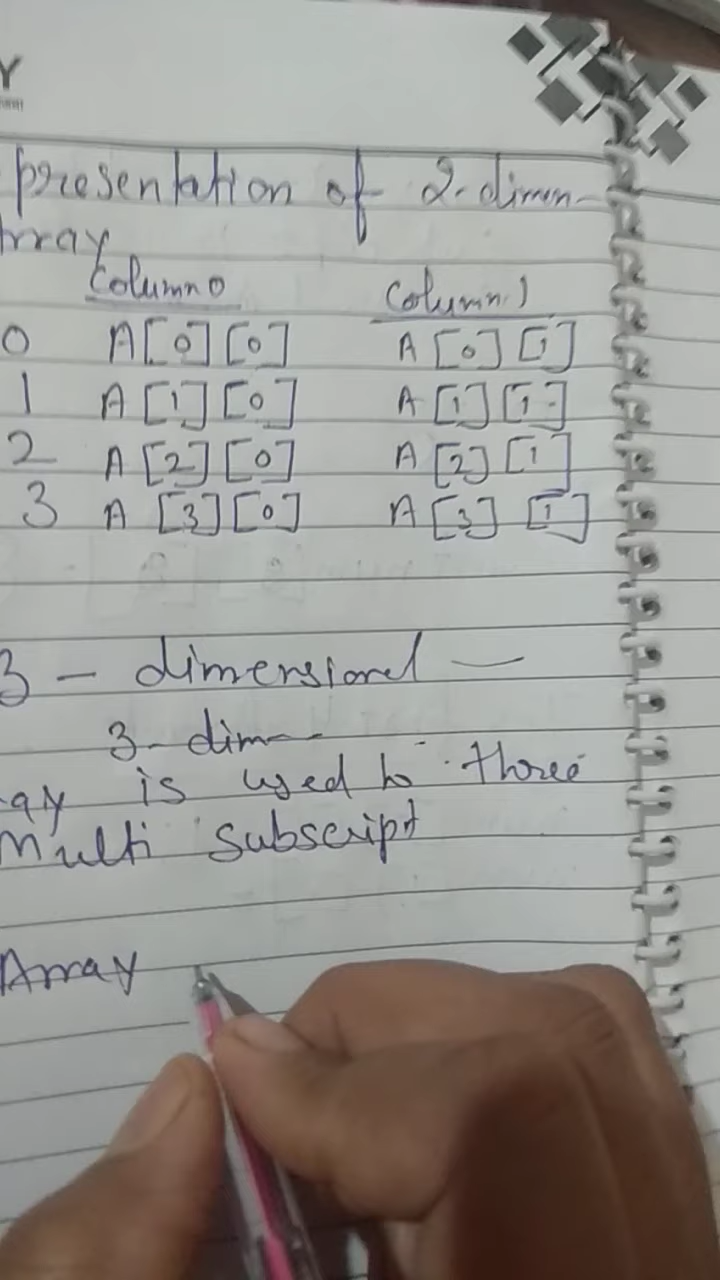 Y
presentation of 2-dimen-
Array
Column 0 Column 1
0 A[0][0] A[0][1]
1 A[1][0] A[1][1]
2 A[2][0] A[2][1]
3 A[3][0] A[3][1]
3 - dimensional —
3-dim
ay is used to three
Multi Subscript
Array